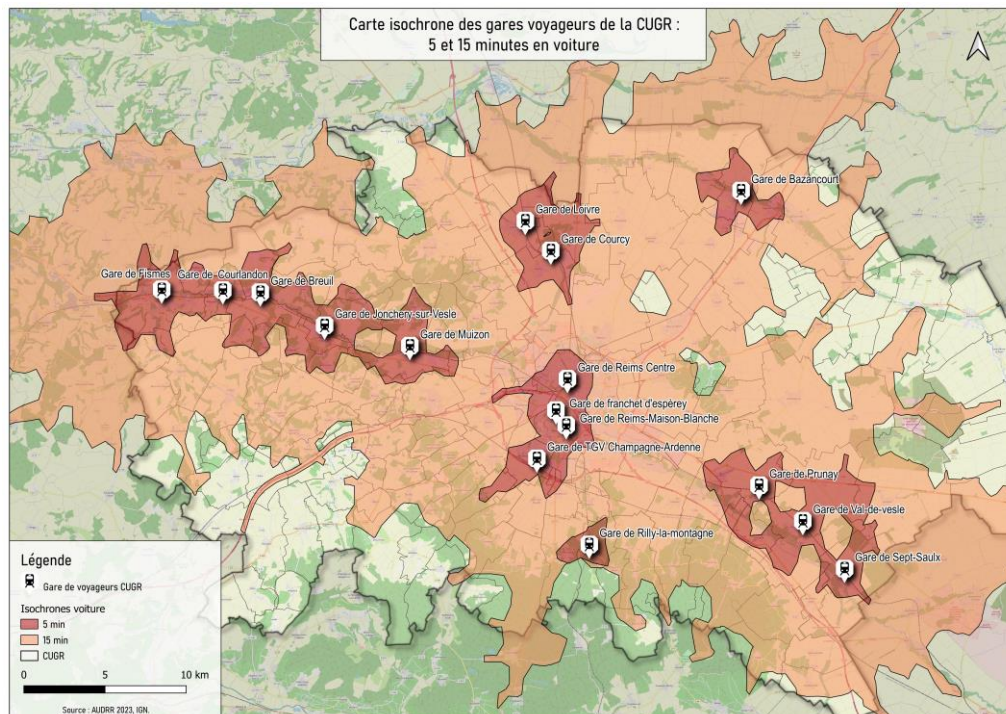 Carte isochrone des gares voyageurs de la CUGR :
5 et 15 minutes en voiture
Gare de Bazancourt
Gare de Loivre
Gare de Courcy
Gare de Fismes
Gare de Courlandon
Gare de Breuil
Gare de Jonchery-sur-Vesle
Gare de Muizon
Gare de Reims Centre
Gare de franchet d'espèrey
Gare de Reims-Maison-Blanche
Gare de TGV Champagne-Ardenne
Gare de Prunay
Gare de Val-de-vesle
Gare de Rilly-la-montagne
Gare de Sept-Saulx
Légende
Gare de voyageurs CUGR
Isochrones voiture
5 min
15 min
CUGR
0 5 10 km
Source : AUDRR 2023, IGN.